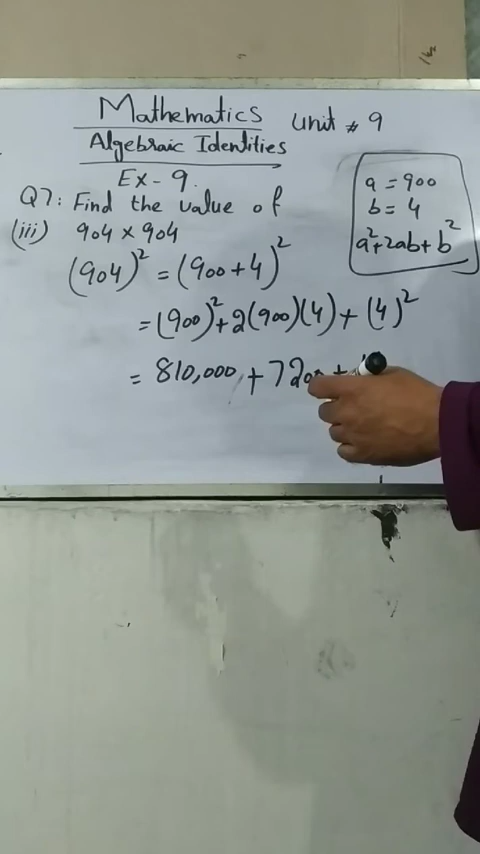 Mathematics
Unit # 9
Algebraic Identities
Ex-9.
Q7: Find the value of
(iii) 904 × 904
a = 900
b = 4
a² + 2ab + b²
(904)² = (900 + 4)²
= (900)² + 2(900)(4) + (4)²
= 810,000 + 7200 +